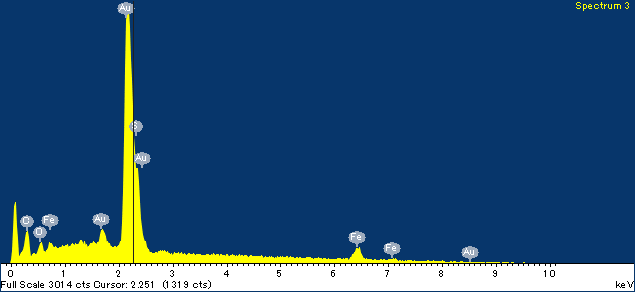 Spectrum 3
Au
S
Au
C
O
Fe
Au
Fe
Fe
Au
0 1 2 3 4 5 6 7 8 9 10
Full Scale 3014 cts Cursor: 2.251 (1319 cts) keV